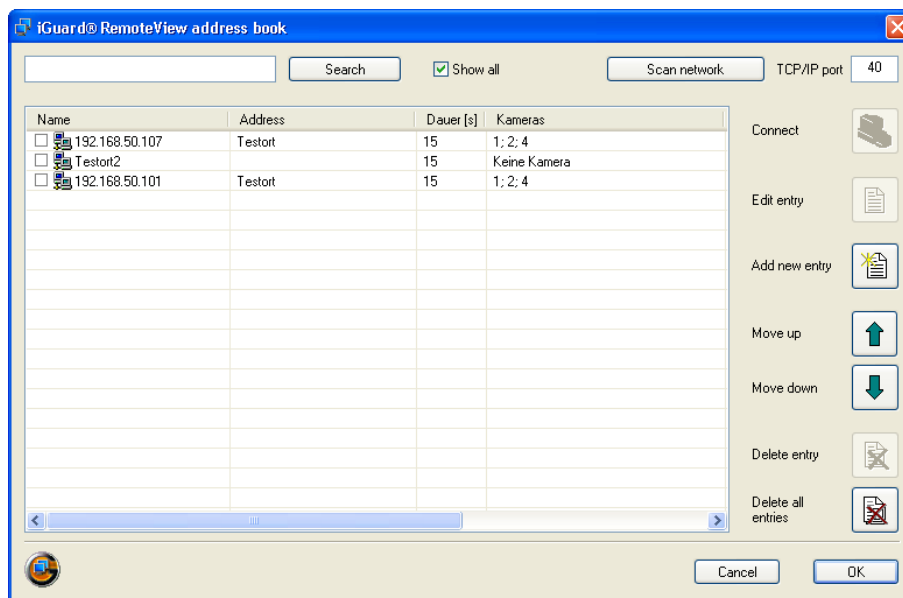 iGuard® RemoteView address book
Search
Show all
Scan network
TCP/IP port
40
Name Address Dauer [s] Kameras
192.168.50.107 Testort 15 1; 2; 4
Testort2 15 Keine Kamera
192.168.50.101 Testort 15 1; 2; 4
Connect
Edit entry
Add new entry
Move up
Move down
Delete entry
Delete all
entries
Cancel
OK